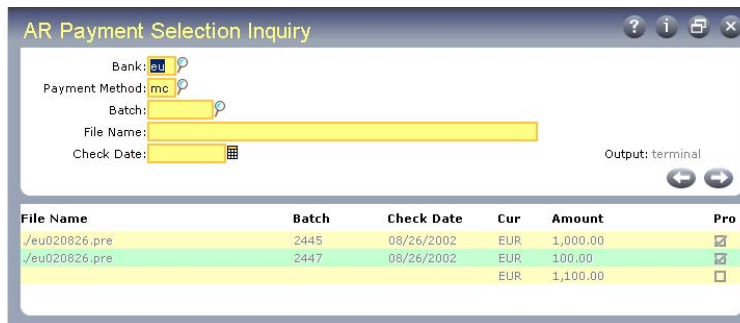 AR Payment Selection Inquiry
Bank: eu
Payment Method: mc
Batch:
File Name:
Check Date:
Output: terminal
File Name Batch Check Date Cur Amount Pro
./eu020826.pre 2445 08/26/2002 EUR 1,000.00
./eu020826.pre 2447 08/26/2002 EUR 100.00
EUR 1,100.00